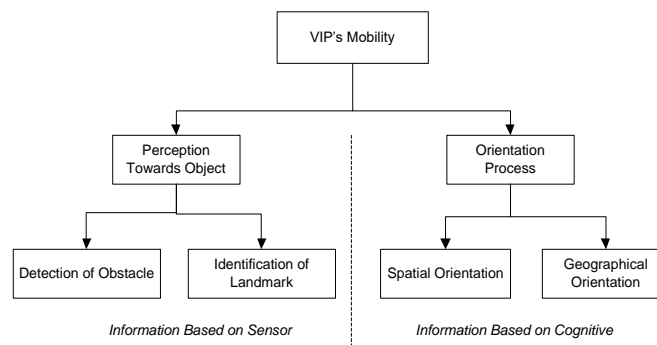 VIP's Mobility
Perception
Towards Object
Orientation
Process
Detection of Obstacle
Identification of
Landmark
Spatial Orientation
Geographical
Orientation
Information Based on Sensor
Information Based on Cognitive